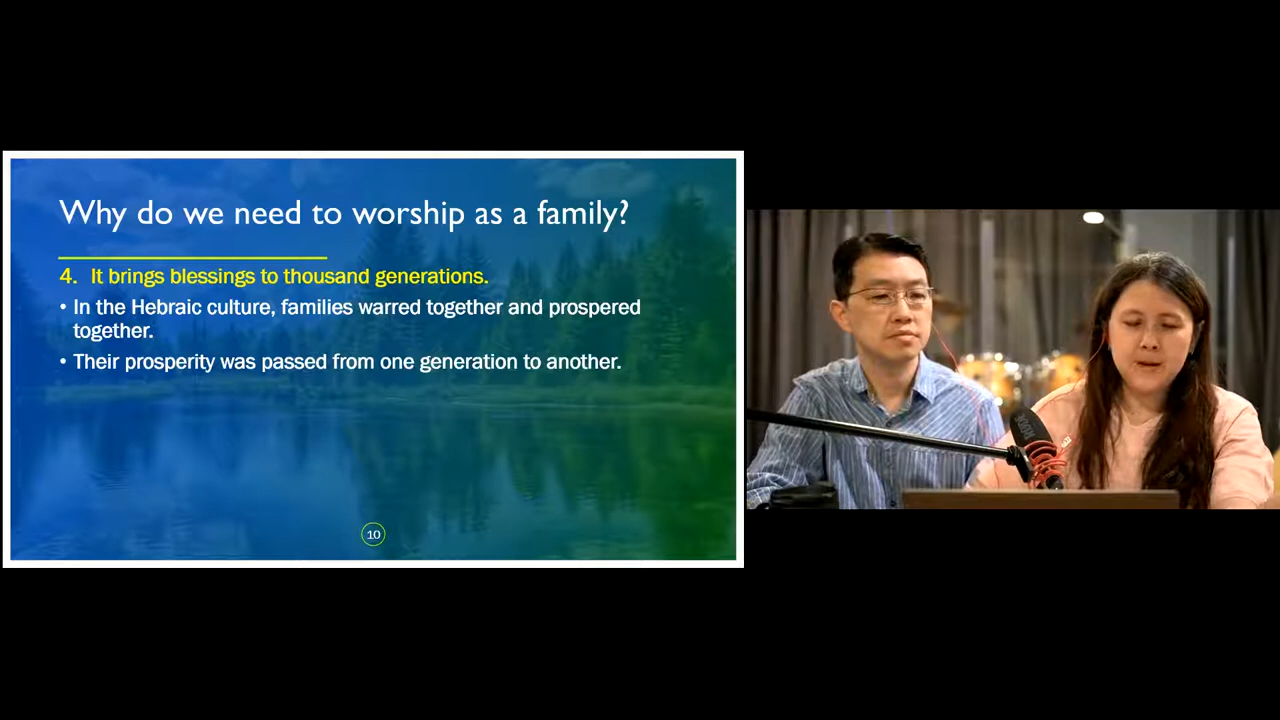 Why do we need to worship as a family?
4. It brings blessings to thousand generations.
• In the Hebraic culture, families warred together and prospered
together.
• Their prosperity was passed from one generation to another.
10
RODE